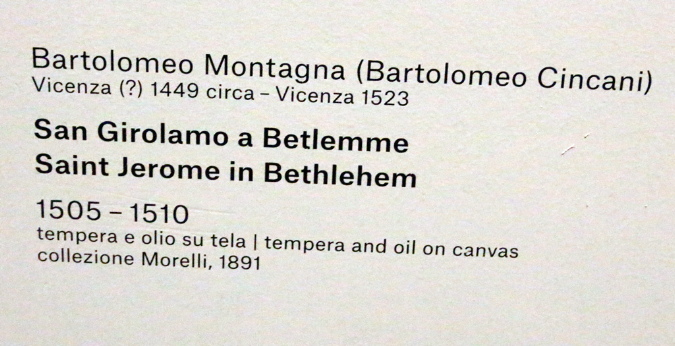 Bartolomeo Montagna (Bartolomeo Cincani)
Vicenza (?) 1449 circa – Vicenza 1523
San Girolamo a Betlemme
Saint Jerome in Bethlehem
1505 – 1510
tempera e olio su tela | tempera and oil on canvas
collezione Morelli, 1891